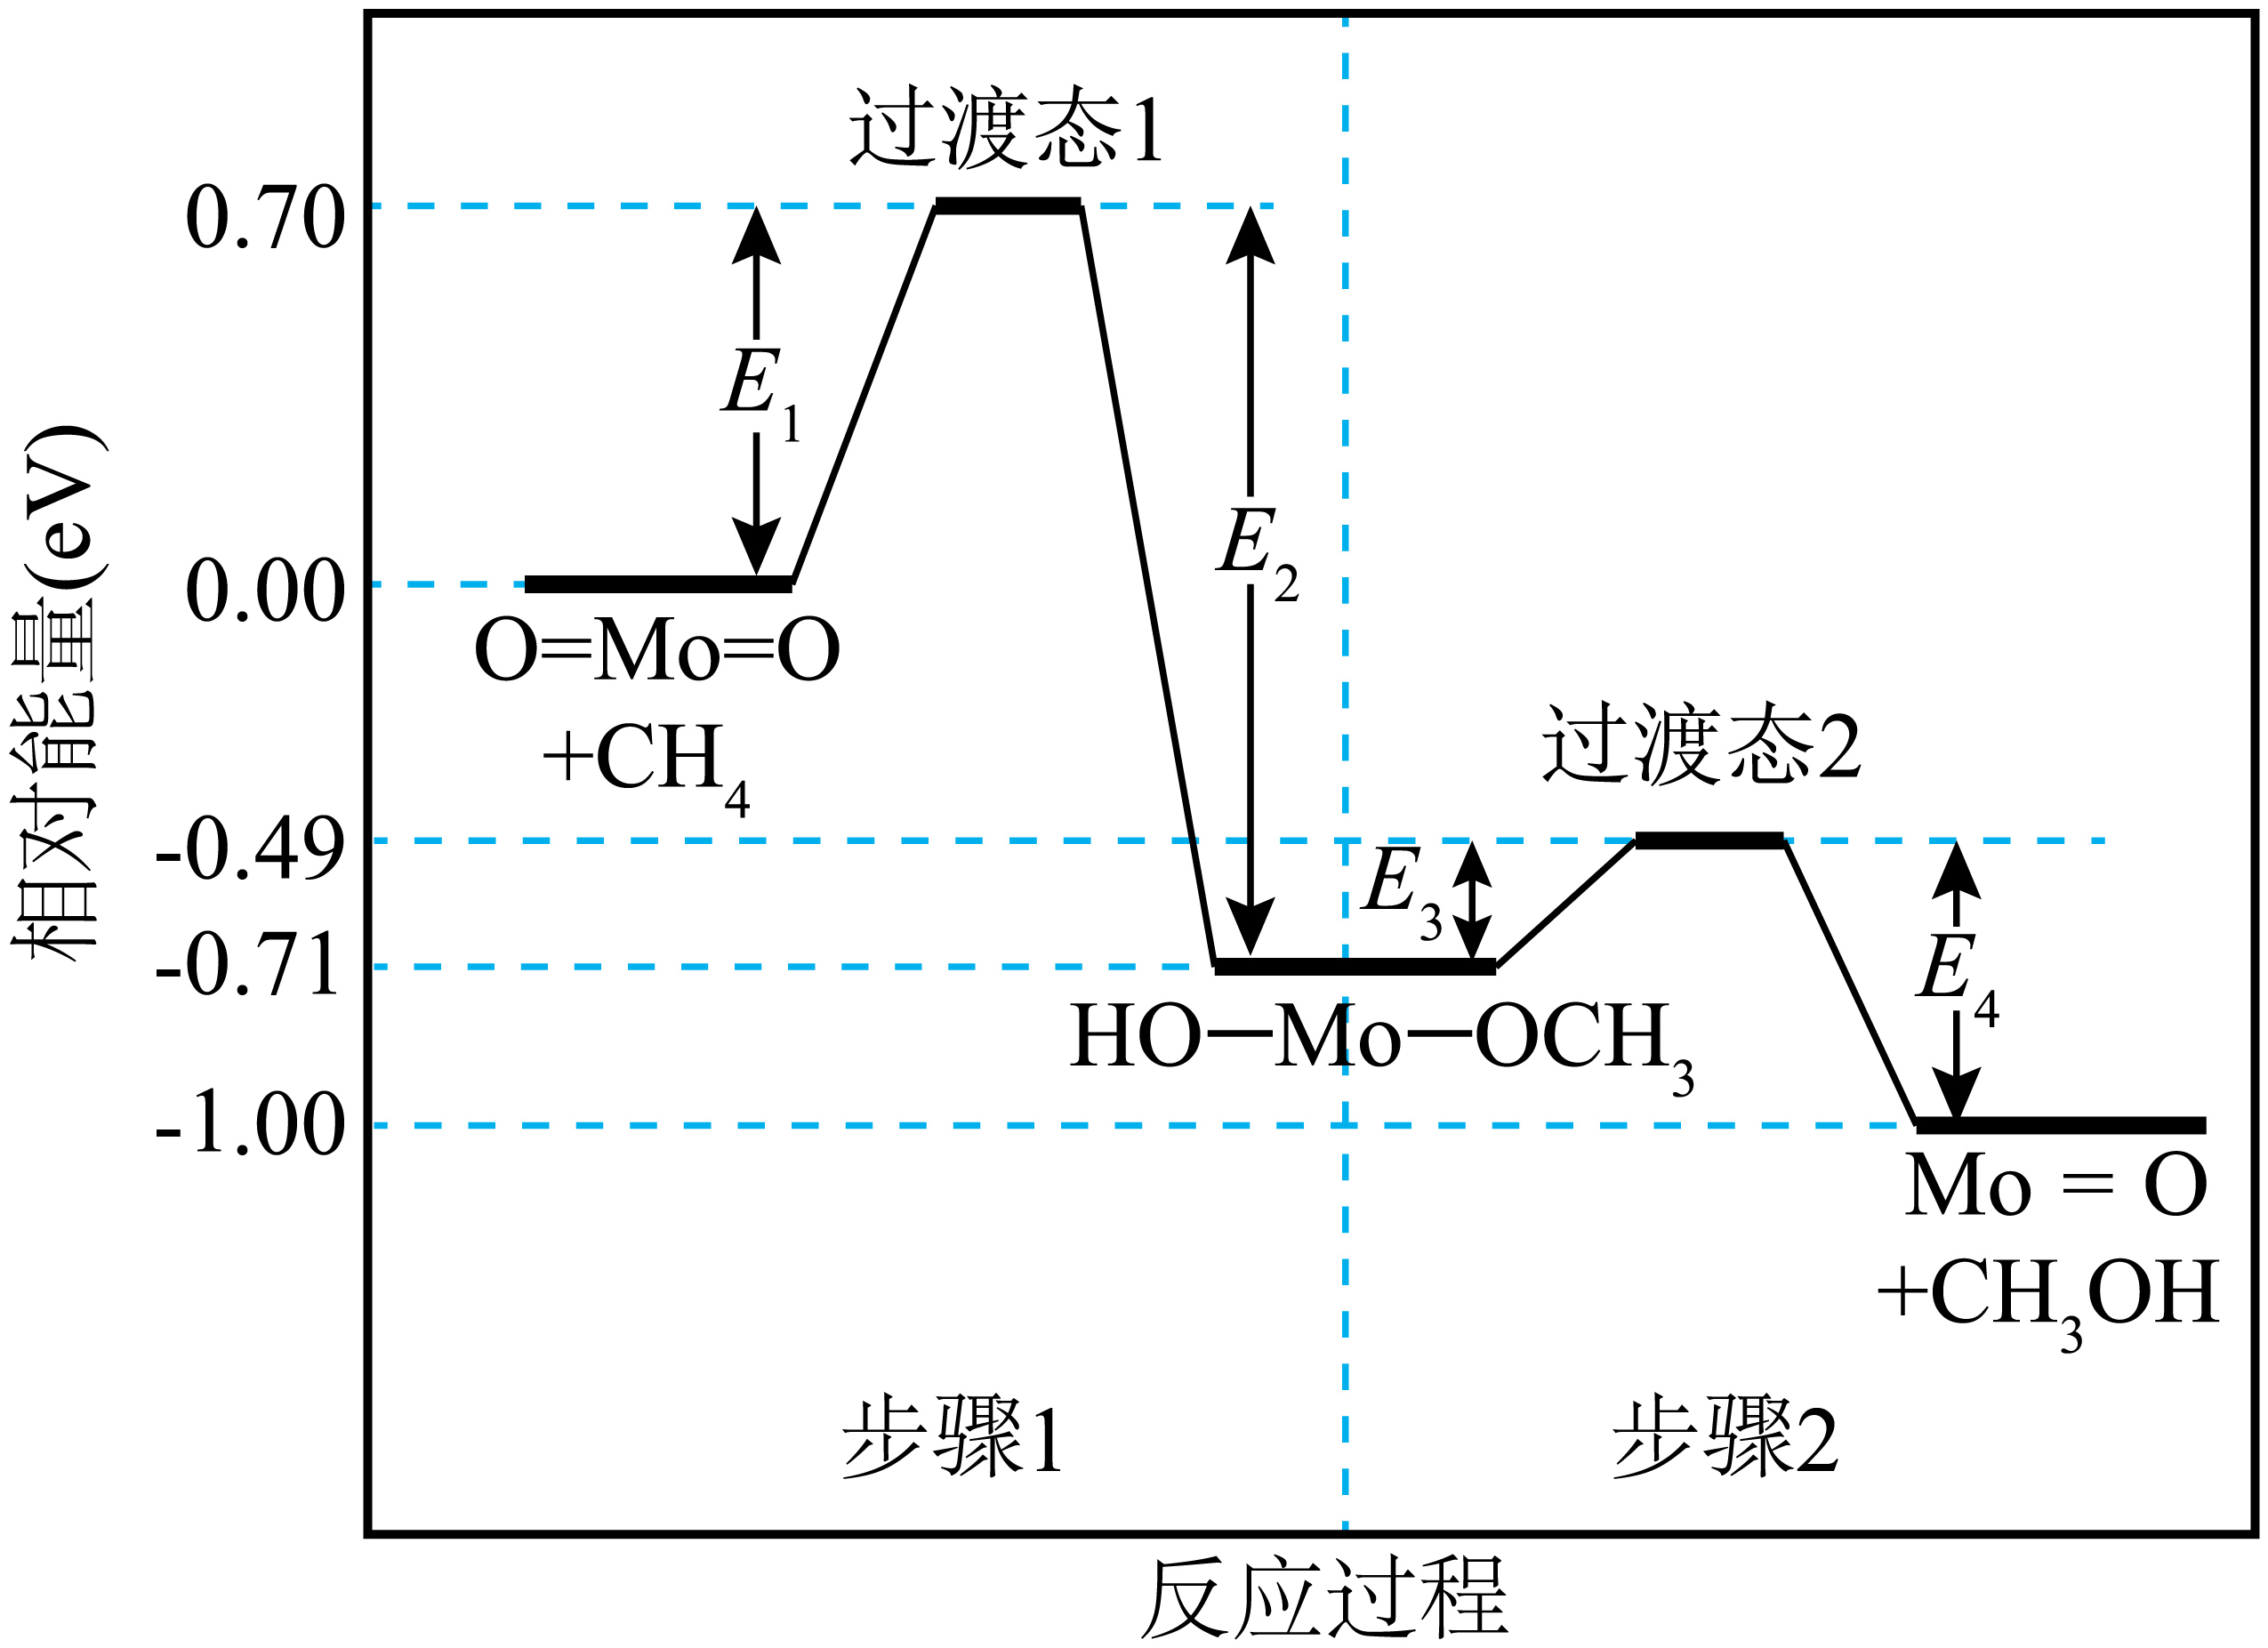 过渡态1
0.70
E₁
E₂
0.00
O=Mo=O
+CH₄
过渡态2
-0.49
E₃
-0.71
E₄
HO—Mo—OCH₃
-1.00
Mo = O
+CH₃OH
步骤1
步骤2
反应过程
相对能量(eV)